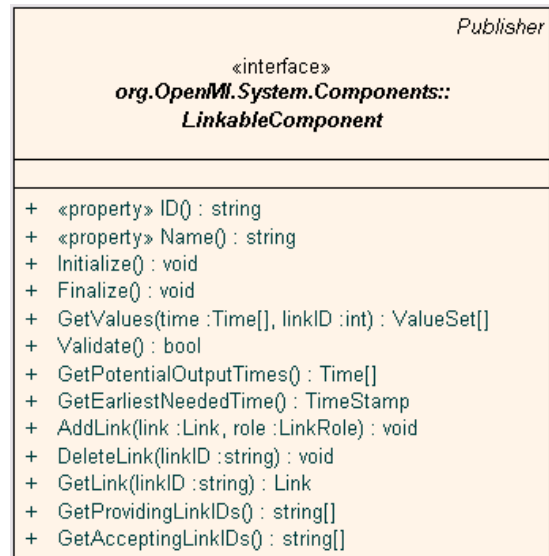 Publisher
«interface»
org.OpenMI.System.Components::
LinkableComponent
+ «property» ID() : string
+ «property» Name() : string
+ Initialize() : void
+ Finalize() : void
+ GetValues(time :Time[], linkID :int) : ValueSet[]
+ Validate() : bool
+ GetPotentialOutputTimes() : Time[]
+ GetEarliestNeededTime() : TimeStamp
+ AddLink(link :Link, role :LinkRole) : void
+ DeleteLink(linkID :string) : void
+ GetLink(linkID :string) : Link
+ GetProvidingLinkIDs() : string[]
+ GetAcceptingLinkIDs() : string[]